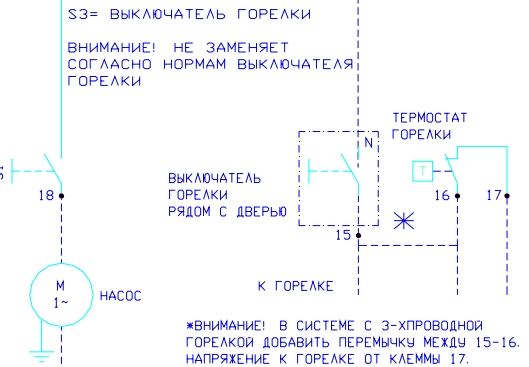 S3= ВЫКЛЮЧАТЕЛЬ ГОРЕЛКИ
ВНИМАНИЕ! НЕ ЗАМЕНЯЕТ
СОГЛАСНО НОРМАМ ВЫКЛЮЧАТЕЛЯ
ГОРЕЛКИ
ТЕРМОСТАТ
ГОРЕЛКИ
N
S1
T
ВЫКЛЮЧАТЕЛЬ
ГОРЕЛКИ
РЯДОМ С ДВЕРЬЮ
18
16
17
15
M
1~
НАСОС
К ГОРЕЛКЕ
*ВНИМАНИЕ! В СИСТЕМЕ С 3-ХПРОВОДНОЙ
ГОРЕЛКОЙ ДОБАВИТЬ ПЕРЕМЫЧКУ МЕЖДУ 15-16.
НАПРЯЖЕНИЕ К ГОРЕЛКЕ ОТ КЛЕММЫ 17.